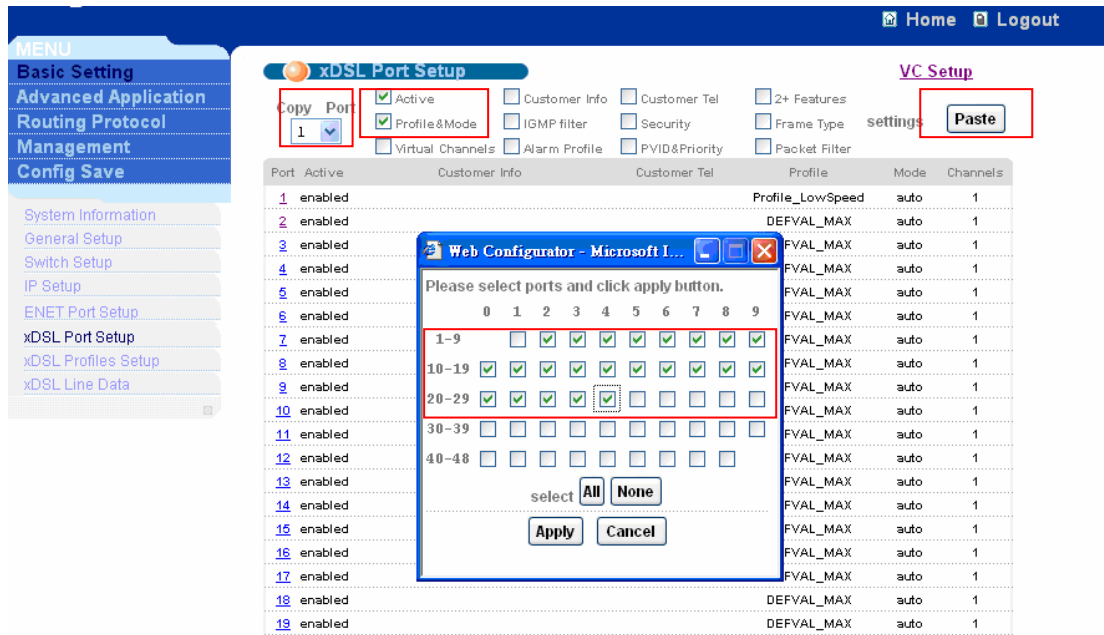 Home Logout
MENU
Basic Setting
Advanced Application
Routing Protocol
Management
Config Save
System Information
General Setup
Switch Setup
IP Setup
ENET Port Setup
xDSL Port Setup
xDSL Profiles Setup
xDSL Line Data
xDSL Port Setup VC Setup
Copy Port
1
Active Customer Info Customer Tel 2+ Features
Profile&Mode IGMP filter Security Frame Type
Virtual Channels Alarm Profile PVID&Priority Packet Filter
settings Paste
Port Active Customer Info Customer Tel Profile Mode Channels
1 enabled Profile_LowSpeed auto 1
2 enabled DEFVAL_MAX auto 1
3 enabled FVAL_MAX auto 1
4 enabled FVAL_MAX auto 1
5 enabled FVAL_MAX auto 1
6 enabled FVAL_MAX auto 1
7 enabled FVAL_MAX auto 1
8 enabled FVAL_MAX auto 1
9 enabled FVAL_MAX auto 1
10 enabled FVAL_MAX auto 1
11 enabled FVAL_MAX auto 1
12 enabled FVAL_MAX auto 1
13 enabled FVAL_MAX auto 1
14 enabled FVAL_MAX auto 1
15 enabled FVAL_MAX auto 1
16 enabled FVAL_MAX auto 1
17 enabled FVAL_MAX auto 1
18 enabled DEFVAL_MAX auto 1
19 enabled DEFVAL_MAX auto 1
Web Configurator - Microsoft I...
Please select ports and click apply button.
0 1 2 3 4 5 6 7 8 9
1-9
10-19
20-29
30-39
40-48
select All None
Apply Cancel